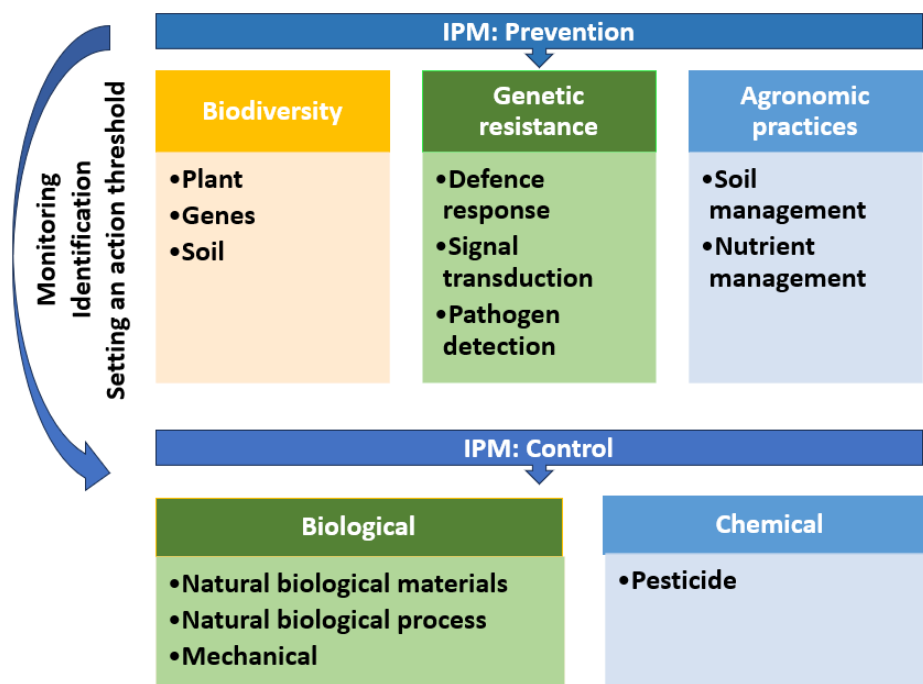 IPM: Prevention
Monitoring
Identification
Setting an action threshold
Biodiversity
•Plant
•Genes
•Soil
Genetic
resistance
•Defence
response
•Signal
transduction
•Pathogen
detection
Agronomic
practices
•Soil
management
•Nutrient
management
IPM: Control
Biological
•Natural biological materials
•Natural biological process
•Mechanical
Chemical
•Pesticide